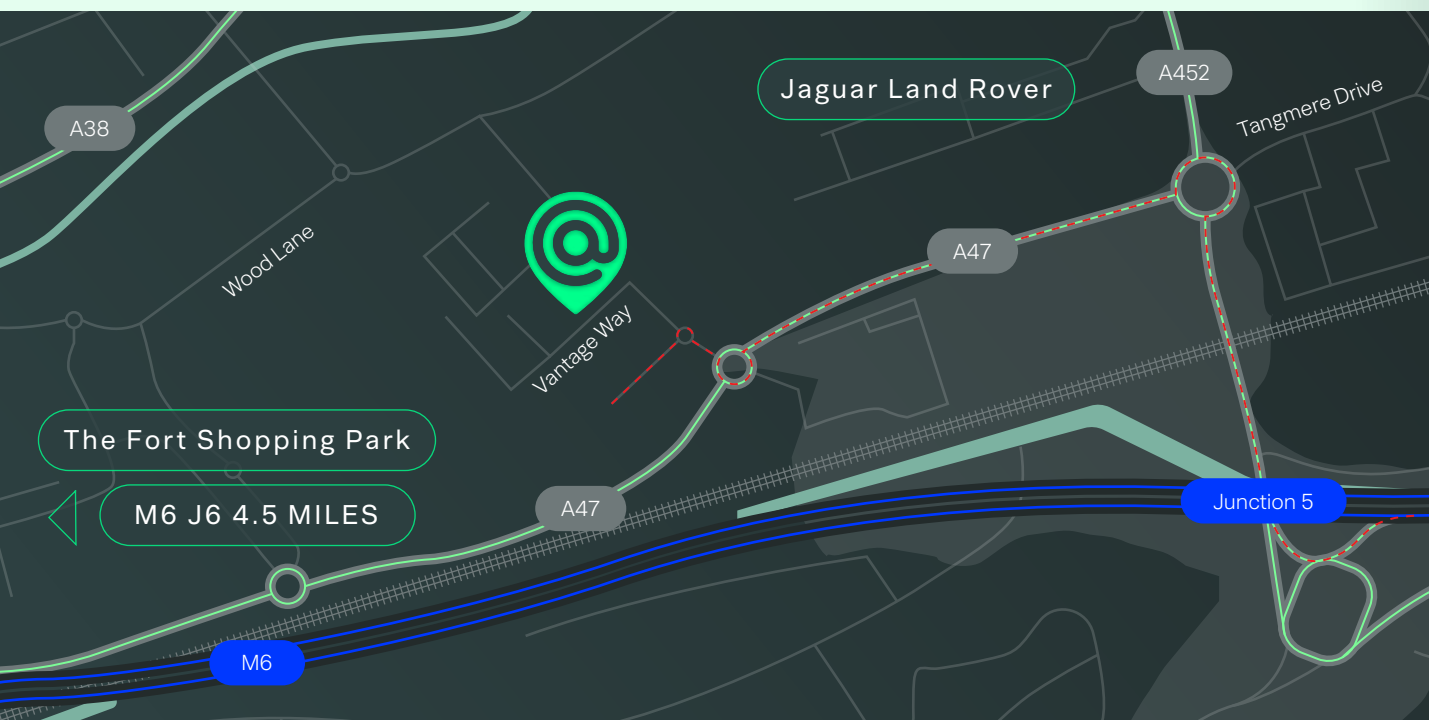 A452
Jaguar Land Rover
Tangmere Drive
A38
A47
Wood Lane
Vantage Way
The Fort Shopping Park
M6 J6 4.5 MILES
A47
Junction 5
M6